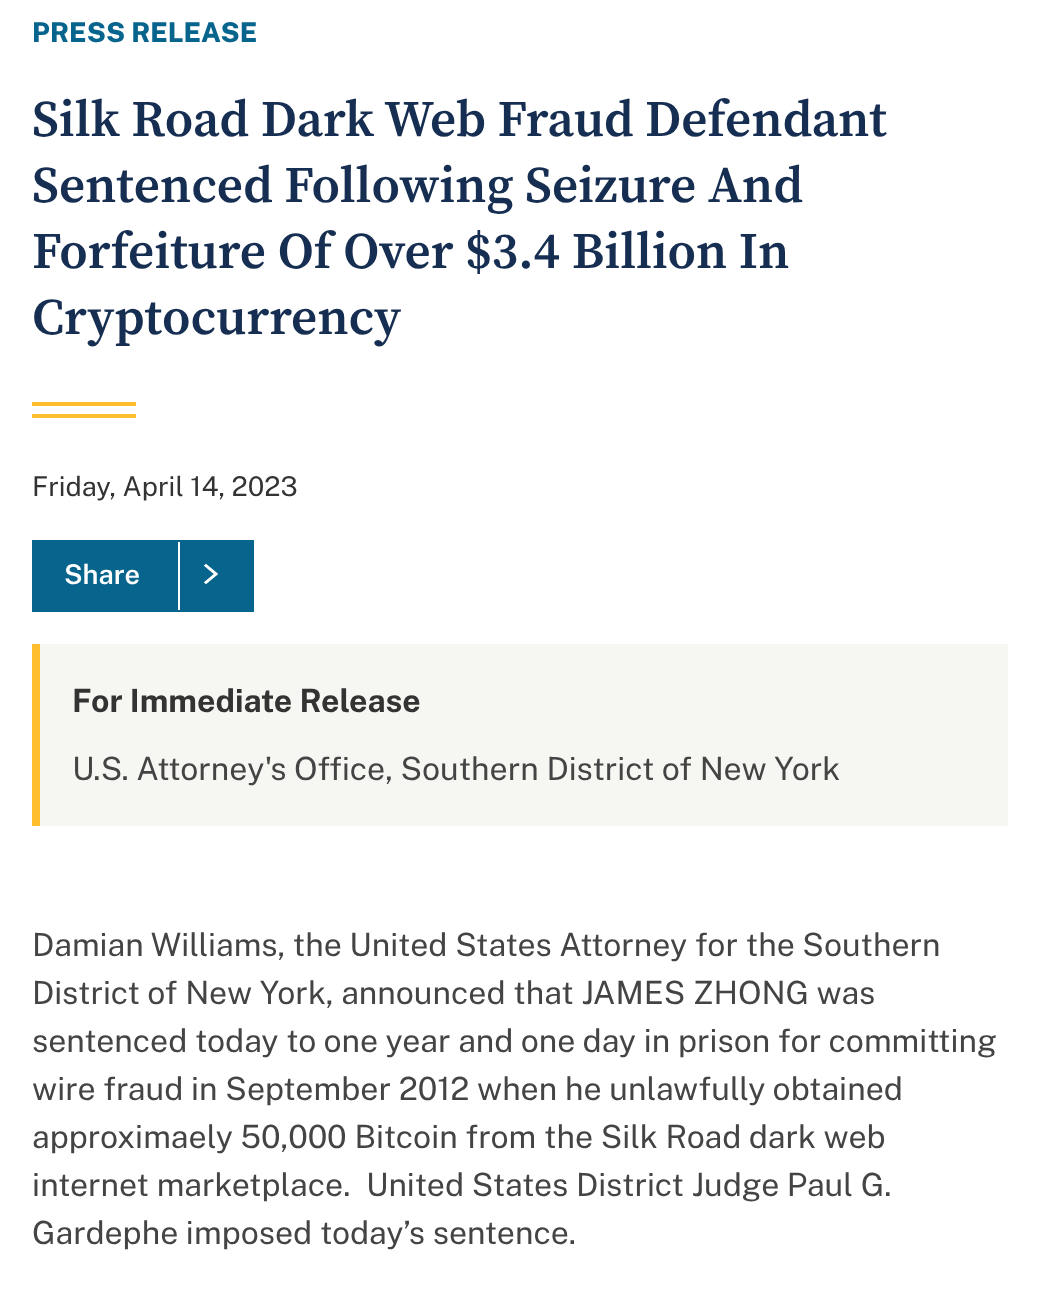 PRESS RELEASE
Silk Road Dark Web Fraud Defendant
Sentenced Following Seizure And
Forfeiture Of Over $3.4 Billion In
Cryptocurrency
Friday, April 14, 2023
Share
For Immediate Release
U.S. Attorney's Office, Southern District of New York
Damian Williams, the United States Attorney for the Southern
District of New York, announced that JAMES ZHONG was
sentenced today to one year and one day in prison for committing
wire fraud in September 2012 when he unlawfully obtained
approximaely 50,000 Bitcoin from the Silk Road dark web
internet marketplace.  United States District Judge Paul G.
Gardephe imposed today’s sentence.